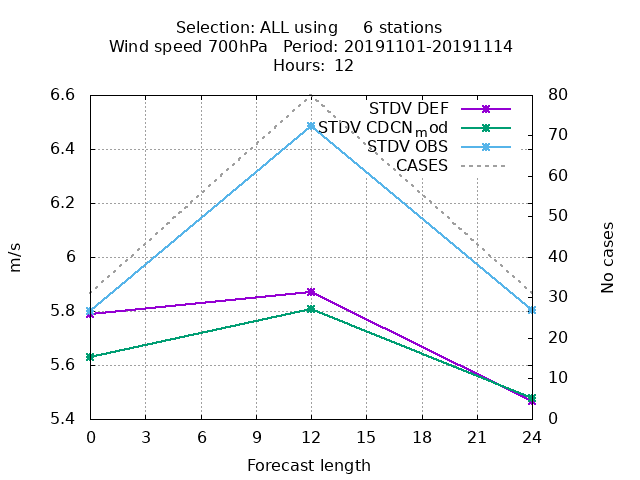 Selection: ALL using     6 stations
Wind speed 700hPa   Period: 20191101-20191114
Hours: 12
6.6
6.4
6.2
6
5.8
5.6
5.4
m/s
STDV DEF
STDV CDCN_mod
STDV OBS
CASES
80
70
60
50
40
30
20
10
0
No cases
0 3 6 9 12 15 18 21 24
Forecast length